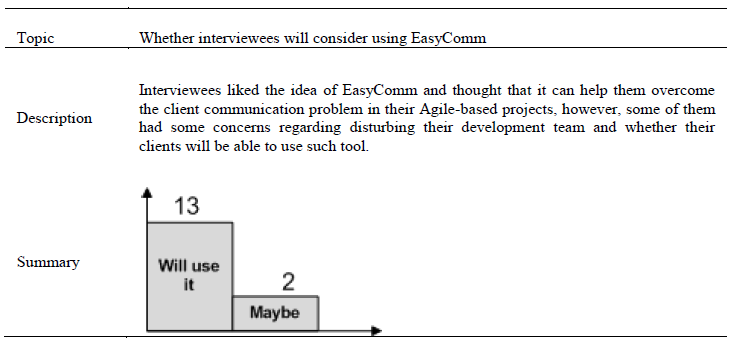 Topic
Whether interviewees will consider using EasyComm
Description
Interviewees liked the idea of EasyComm and thought that it can help them overcome
the client communication problem in their Agile-based projects, however, some of them
had some concerns regarding disturbing their development team and whether their
clients will be able to use such tool.
Summary
13
Will use
it
2
Maybe